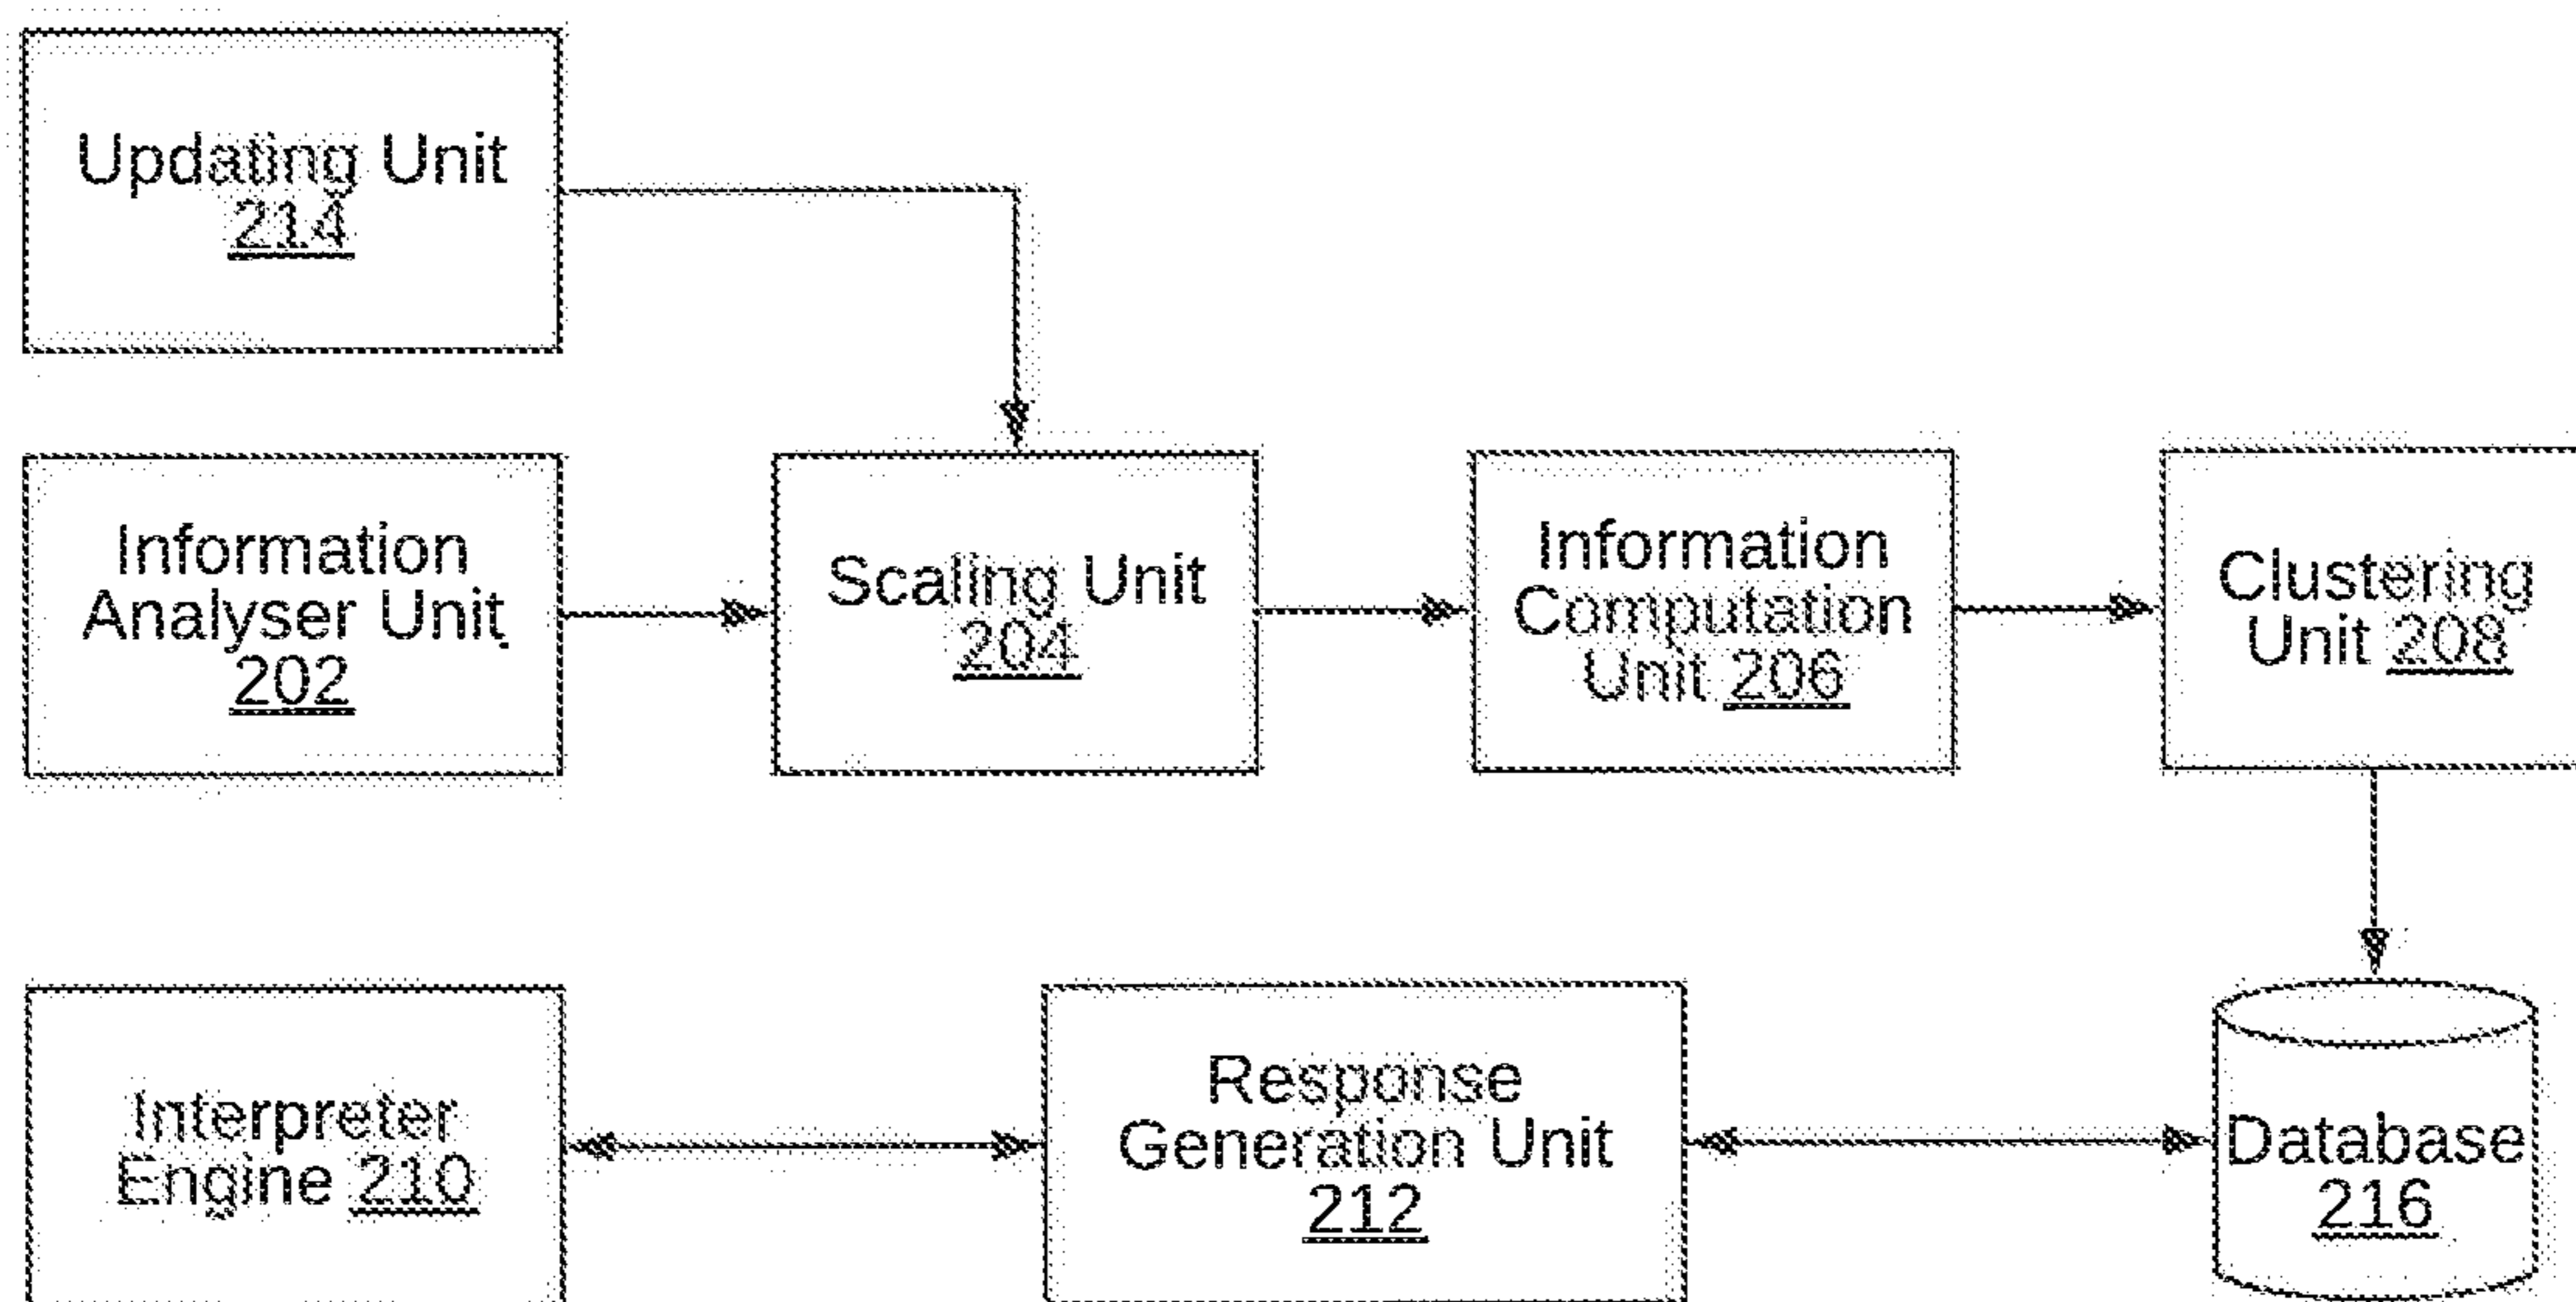 Updating Unit
214
Information
Analyser Unit
202
Scaling Unit
204
Information
Computation
Unit 206
Clustering
Unit 208
Interpreter
Engine 210
Response
Generation Unit
212
Database
216